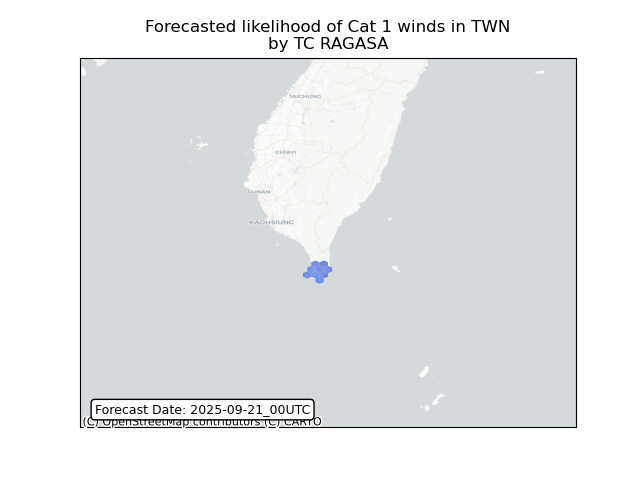 Forecasted likelihood of Cat 1 winds in TWN
by TC RAGASA
TAICHUNG
CHIAYI
TAINAN
KAOHSIUNG
Forecast Date: 2025-09-21_00UTC
(C) OpenStreetMap contributors (C) CARTO